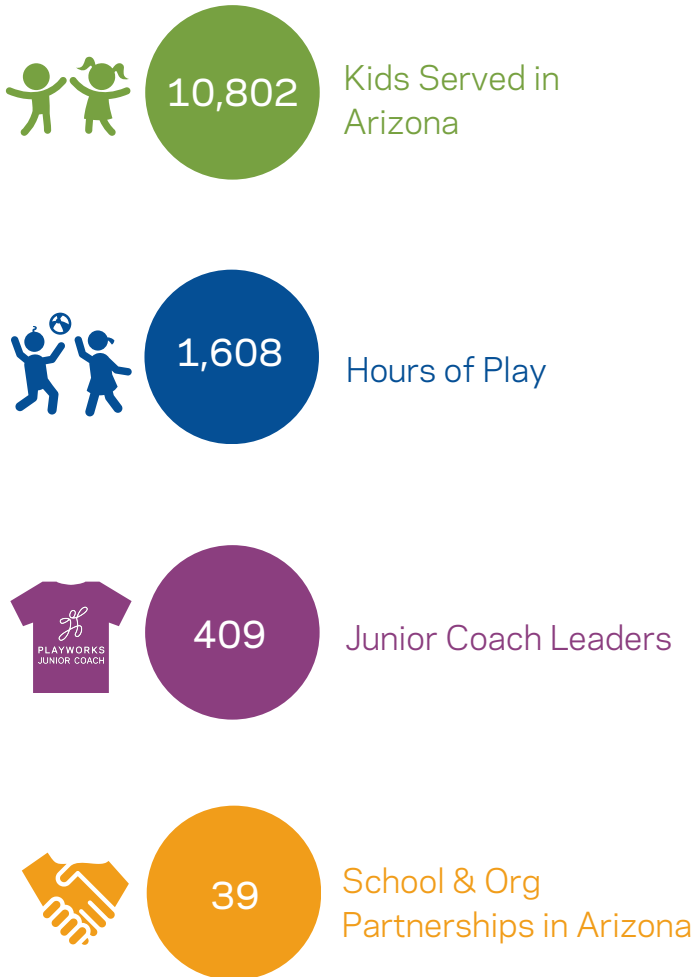 10,802
Kids Served in
Arizona
1,608
Hours of Play
PLAYWORKS
JUNIOR COACH
409
Junior Coach Leaders
39
School & Org
Partnerships in Arizona